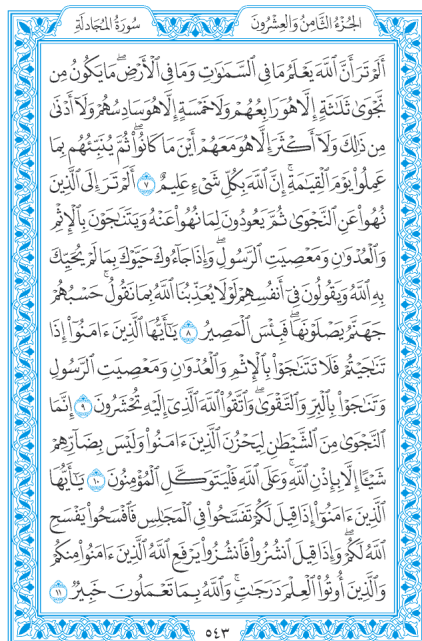 الجُزْءُ الثَّامِنُ وَالعِشْرُونَ
سُورَةُ المُجَادلَةِ
أَلَمْ تَرَ أَنَّ ٱللَّهَ يَعْلَمُ مَا فِى ٱلسَّمَٰوَٰتِ وَمَا فِى ٱلْأَرْضِۖ مَا يَكُونُ مِن
نَّجْوَىٰ ثَلَٰثَةٍ إِلَّا هُوَ رَابِعُهُمْ وَلَا خَمْسَةٍ إِلَّا هُوَ سَادِسُهُمْ وَلَآ أَدْنَىٰ
مِن ذَٰلِكَ وَلَآ أَكْثَرَ إِلَّا هُوَ مَعَهُمْ أَيْنَ مَا كَانُوا۟ۖ ثُمَّ يُنَبِّئُهُم بِمَا
عَمِلُوا۟ يَوْمَ ٱلْقِيَٰمَةِۚ إِنَّ ٱللَّهَ بِكُلِّ شَىْءٍ عَلِيمٌ ٧ أَلَمْ تَرَ إِلَى ٱلَّذِينَ
نُهُوا۟ عَنِ ٱلنَّجْوَىٰ ثُمَّ يَعُودُونَ لِمَا نُهُوا۟ عَنْهُ وَيَتَنَٰجَوْنَ بِٱلْإِثْمِ
وَٱلْعُدْوَٰنِ وَمَعْصِيَتِ ٱلرَّسُولِۖ وَإِذَا جَآءُوكَ حَيَّوْكَ بِمَا لَمْ يُحَيِّكَ
بِهِ ٱللَّهُ وَيَقُولُونَ فِىٓ أَنفُسِهِمْ لَوْلَا يُعَذِّبُنَا ٱللَّهُ بِمَا نَقُولُۚ حَسْبُهُمْ
جَهَنَّمُ يَصْلَوْنَهَاۖ فَبِئْسَ ٱلْمَصِيرُ ٨ يَٰٓأَيُّهَا ٱلَّذِينَ ءَامَنُوٓا۟ إِذَا
تَنَٰجَيْتُمْ فَلَا تَتَنَٰجَوْا۟ بِٱلْإِثْمِ وَٱلْعُدْوَٰنِ وَمَعْصِيَتِ ٱلرَّسُولِ
وَتَنَٰجَوْا۟ بِٱلْبِرِّ وَٱلتَّقْوَىٰۖ وَٱتَّقُوا۟ ٱللَّهَ ٱلَّذِىٓ إِلَيْهِ تُحْشَرُونَ ٩ إِنَّمَا
ٱلنَّجْوَىٰ مِنَ ٱلشَّيْطَٰنِ لِيَحْزُنَ ٱلَّذِينَ ءَامَنُوا۟ وَلَيْسَ بِضَآرِّهِمْ
شَيْـًٔا إِلَّا بِإِذْنِ ٱللَّهِۚ وَعَلَى ٱللَّهِ فَلْيَتَوَكَّلِ ٱلْمُؤْمِنُونَ ١٠ يَٰٓأَيُّهَا
ٱلَّذِينَ ءَامَنُوٓا۟ إِذَا قِيلَ لَكُمْ تَفَسَّحُوا۟ فِى ٱلْمَجَٰلِسِ فَٱفْسَحُوا۟ يَفْسَحِ
ٱللَّهُ لَكُمْۖ وَإِذَا قِيلَ ٱنشُزُوا۟ فَٱنشُزُوا۟ يَرْفَعِ ٱللَّهُ ٱلَّذِينَ ءَامَنُوا۟ مِنكُمْ
وَٱلَّذِينَ أُوتُوا۟ ٱلْعِلْمَ دَرَجَٰتٍۚ وَٱللَّهُ بِمَا تَعْمَلُونَ خَبِيرٌ ١١
٥٤٣